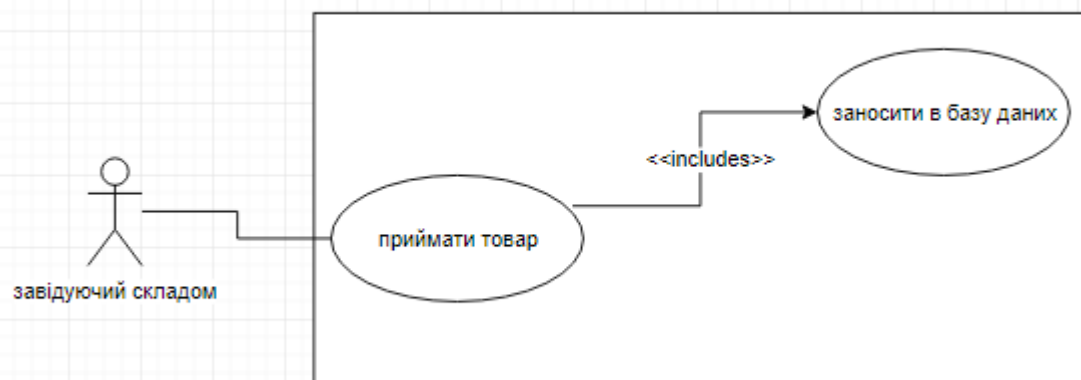 заносити в базу даних
<<includes>>
приймати товар
завідуючий складом